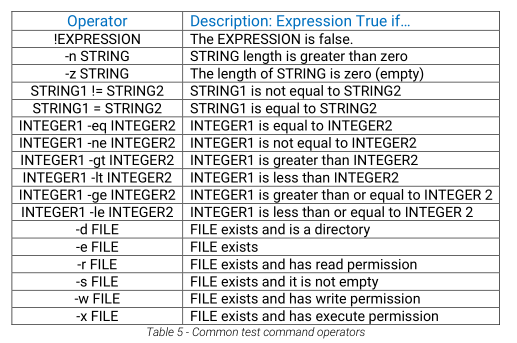 Operator Description: Expression True if…
!EXPRESSION The EXPRESSION is false.
-n STRING STRING length is greater than zero
-z STRING The length of STRING is zero (empty)
STRING1 != STRING2 STRING1 is not equal to STRING2
STRING1 = STRING2 STRING1 is equal to STRING2
INTEGER1 -eq INTEGER2 INTEGER1 is equal to INTEGER2
INTEGER1 -ne INTEGER2 INTEGER1 is not equal to INTEGER2
INTEGER1 -gt INTEGER2 INTEGER1 is greater than INTEGER2
INTEGER1 -lt INTEGER2 INTEGER1 is less than INTEGER2
INTEGER1 -ge INTEGER2 INTEGER1 is greater than or equal to INTEGER 2
INTEGER1 -le INTEGER2 INTEGER1 is less than or equal to INTEGER 2
-d FILE FILE exists and is a directory
-e FILE FILE exists
-r FILE FILE exists and has read permission
-s FILE FILE exists and it is not empty
-w FILE FILE exists and has write permission
-x FILE FILE exists and has execute permission
Table 5 - Common test command operators